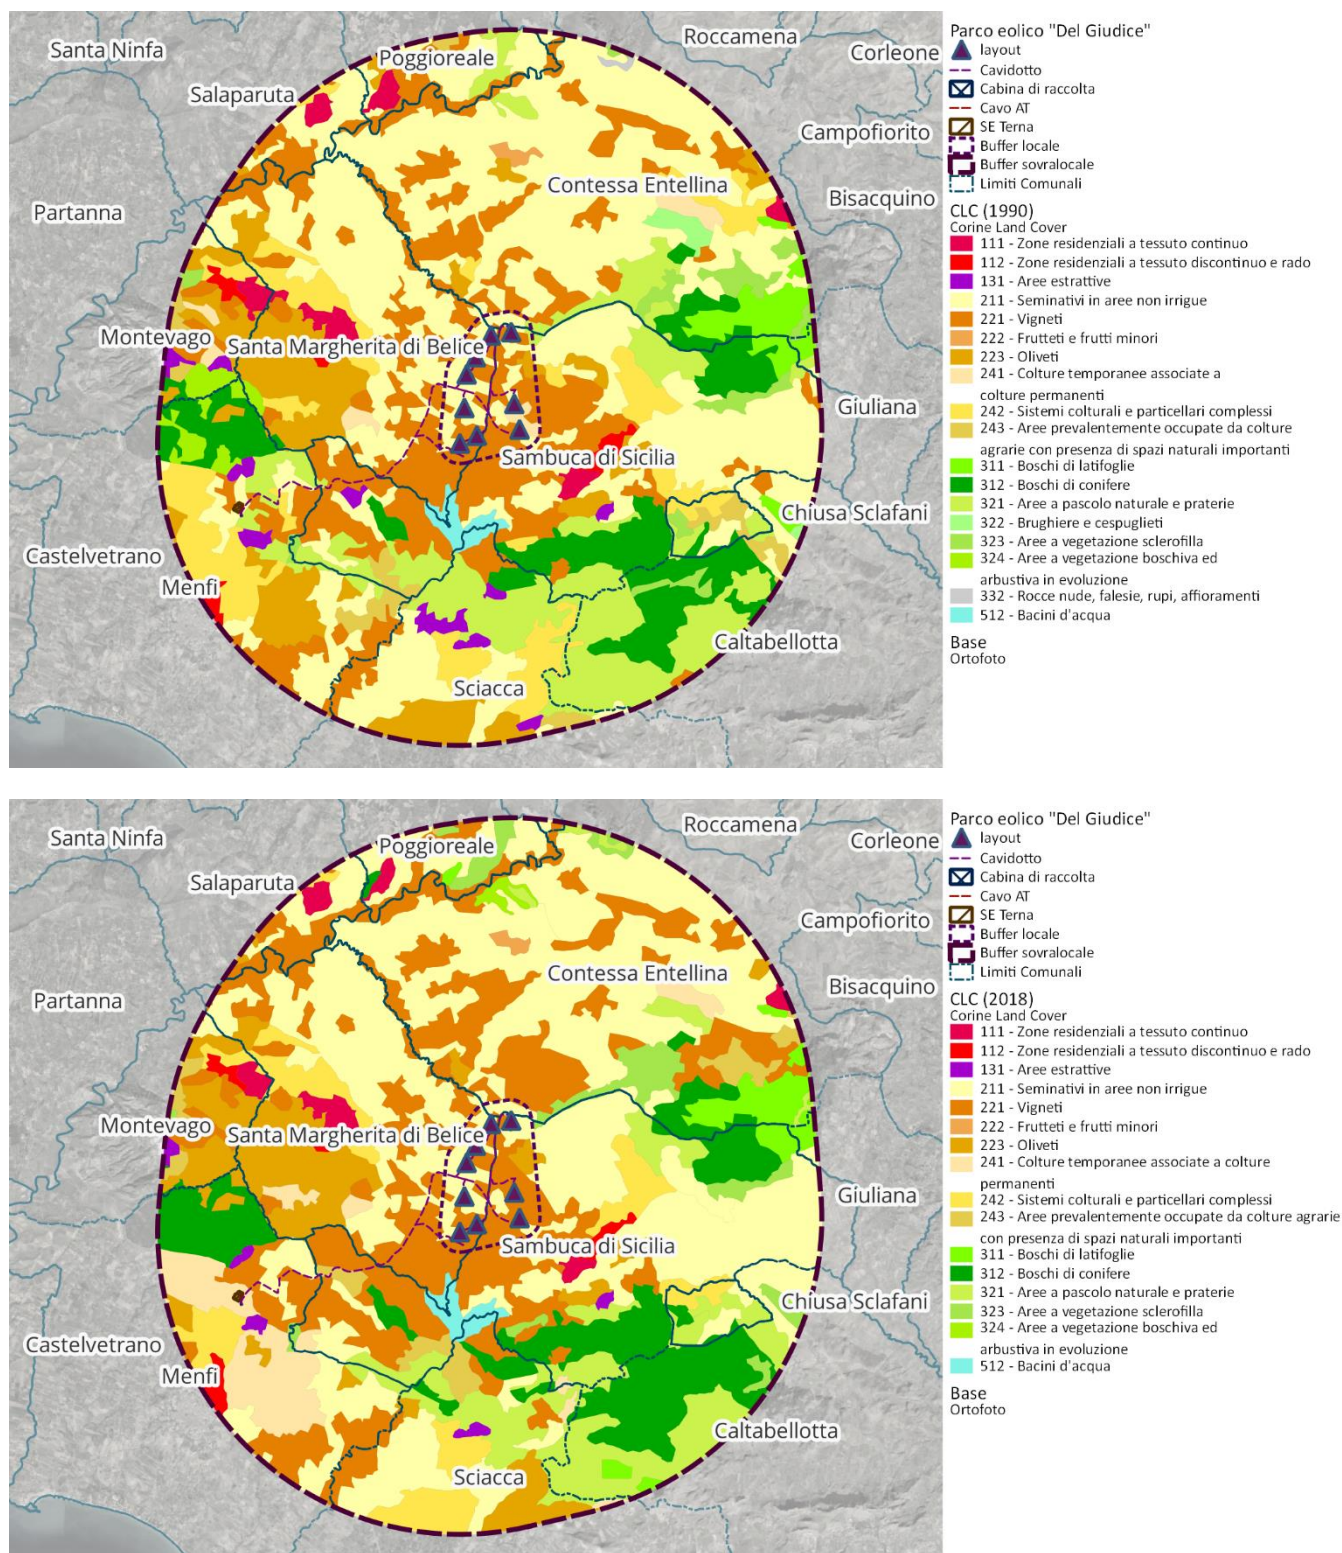 Santa Ninfa
Roccamena
Corleone
Poggioreale
Salaparuta
Campofiorito
Contessa Entellina
Bisacquino
Partanna
Montevago
Santa Margherita di Belice
Giuliana
Sambuca di Sicilia
Chiusa Sclafani
Castelvetrano
Menfi
Caltabellotta
Sciacca
Parco eolico "Del Giudice"
layout
Cavidotto
Cabina di raccolta
Cavo AT
SE Terna
Buffer locale
Buffer sovralocale
Limiti Comunali
CLC (1990)
Corine Land Cover
111 - Zone residenziali a tessuto continuo
112 - Zone residenziali a tessuto discontinuo e rado
131 - Aree estrattive
211 - Seminativi in aree non irrigue
221 - Vigneti
222 - Frutteti e frutti minori
223 - Oliveti
241 - Colture temporanee associate a
colture permanenti
242 - Sistemi colturali e particellari complessi
243 - Aree prevalentemente occupate da colture
agrarie con presenza di spazi naturali importanti
311 - Boschi di latifoglie
312 - Boschi di conifere
321 - Aree a pascolo naturale e praterie
322 - Brughiere e cespuglieti
323 - Aree a vegetazione sclerofilla
324 - Aree a vegetazione boschiva ed
arbustiva in evoluzione
332 - Rocce nude, falesie, rupi, affioramenti
512 - Bacini d'acqua
Base
Ortofoto
Santa Ninfa
Roccamena
Corleone
Poggioreale
Salaparuta
Campofiorito
Contessa Entellina
Bisacquino
Partanna
Montevago
Santa Margherita di Belice
Giuliana
Sambuca di Sicilia
Chiusa Sclafani
Castelvetrano
Menfi
Caltabellotta
Sciacca
Parco eolico "Del Giudice"
layout
Cavidotto
Cabina di raccolta
Cavo AT
SE Terna
Buffer locale
Buffer sovralocale
Limiti Comunali
CLC (2018)
Corine Land Cover
111 - Zone residenziali a tessuto continuo
112 - Zone residenziali a tessuto discontinuo e rado
131 - Aree estrattive
211 - Seminativi in aree non irrigue
221 - Vigneti
222 - Frutteti e frutti minori
223 - Oliveti
241 - Colture temporanee associate a colture
permanenti
242 - Sistemi colturali e particellari complessi
243 - Aree prevalentemente occupate da colture agrarie
con presenza di spazi naturali importanti
311 - Boschi di latifoglie
312 - Boschi di conifere
321 - Aree a pascolo naturale e praterie
323 - Aree a vegetazione sclerofilla
324 - Aree a vegetazione boschiva ed
arbustiva in evoluzione
512 - Bacini d'acqua
Base
Ortofoto